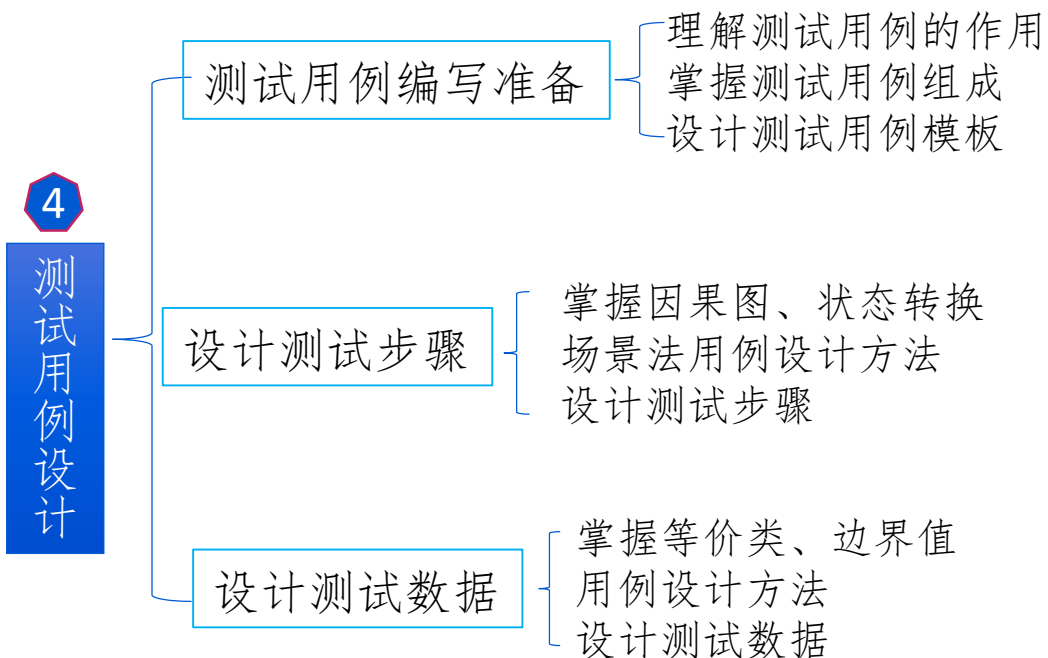 测试用例编写准备
理解测试用例的作用
掌握测试用例组成
设计测试用例模板
4
测试用例设计
设计测试步骤
掌握因果图、状态转换
场景法用例设计方法
设计测试步骤
设计测试数据
掌握等价类、边界值
用例设计方法
设计测试数据